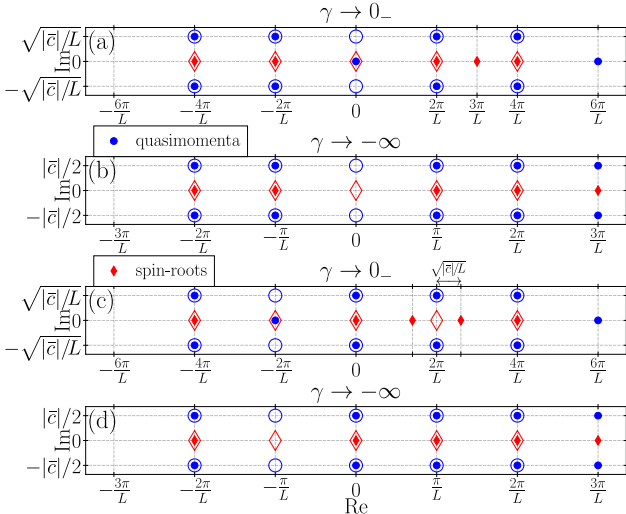 γ → 0₋
(a)
Im
√|c̄|/L
0
−√|c̄|/L
−6π/L −4π/L −2π/L 0 2π/L 3π/L 4π/L 6π/L
quasimomenta
γ → −∞
(b)
Im
|c̄|/2
0
−|c̄|/2
−3π/L −2π/L −π/L 0 π/L 2π/L 3π/L
spin-roots
γ → 0₋
√|c̄|/L
(c)
Im
√|c̄|/L
0
−√|c̄|/L
−6π/L −4π/L −2π/L 0 2π/L 4π/L 6π/L
γ → −∞
(d)
Im
|c̄|/2
0
−|c̄|/2
−3π/L −2π/L −π/L 0 π/L 2π/L 3π/L
Re